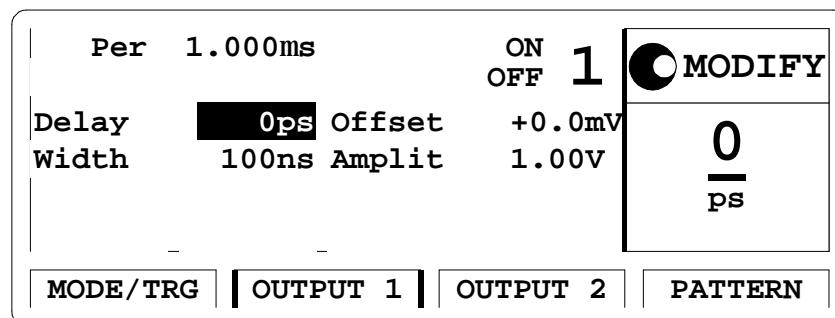 Per 1.000ms
ON
OFF 1
MODIFY
Delay 0ps Offset +0.0mV
Width 100ns Amplit 1.00V
0
ps
MODE/TRG OUTPUT 1 OUTPUT 2 PATTERN